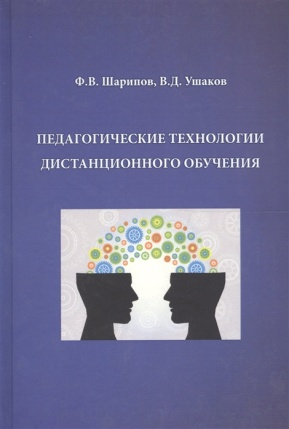 Ф.В. Шарипов, В.Д. Ушаков
ПЕДАГОГИЧЕСКИЕ ТЕХНОЛОГИИ
ДИСТАНЦИОННОГО ОБУЧЕНИЯ